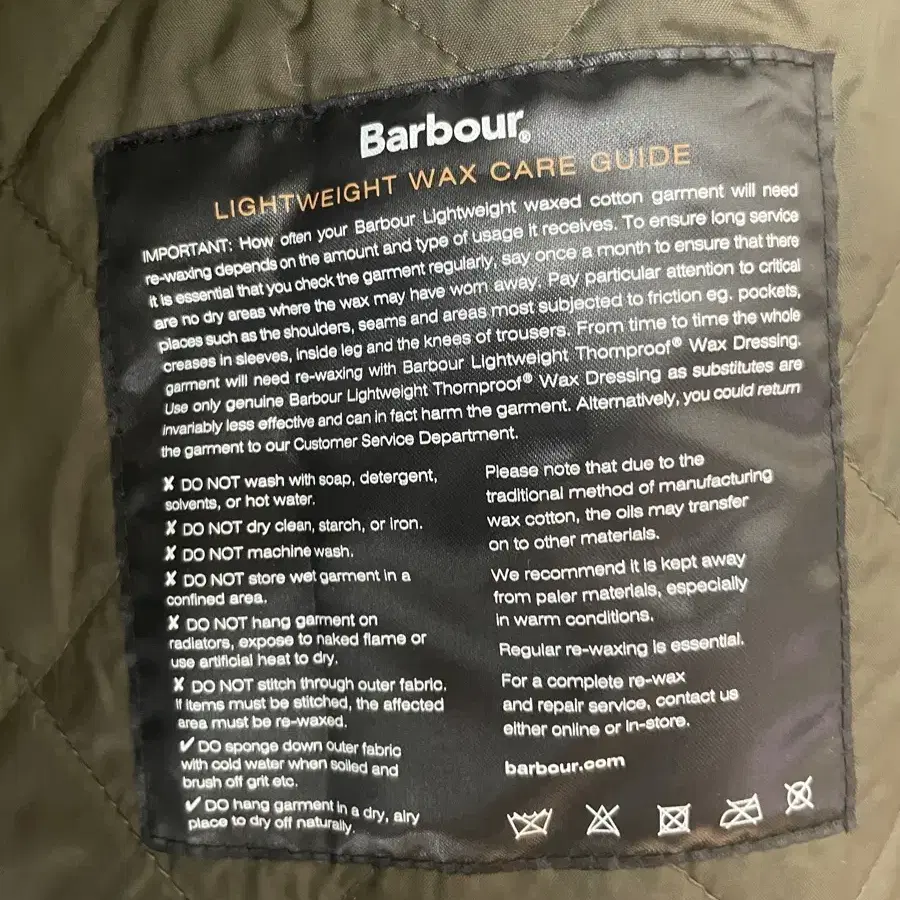 Barbour®
LIGHTWEIGHT WAX CARE GUIDE
IMPORTANT: How often your Barbour Lightweight waxed cotton garment will need
re-waxing depends on the amount and type of usage it receives. To ensure long service
it is essential that you check the garment regularly, say once a month to ensure that there
are no dry areas where the wax may have worn away. Pay particular attention to critical
places such as the shoulders, seams and areas most subjected to friction eg. pockets,
creases in sleeves, inside leg and the knees of trousers. From time to time the whole
garment will need re-waxing with Barbour Lightweight Thornproof® Wax Dressing.
Use only genuine Barbour Lightweight Thornproof® Wax Dressing as substitutes are
invariably less effective and can in fact harm the garment. Alternatively, you could return
the garment to our Customer Service Department.
✘ DO NOT wash with soap, detergent,
solvents, or hot water.
✘ DO NOT dry clean, starch, or iron.
✘ DO NOT machine wash.
✘ DO NOT store wet garment in a
confined area.
✘ DO NOT hang garment on
radiators, expose to naked flame or
use artificial heat to dry.
✘ DO NOT stitch through outer fabric.
If items must be stitched, the affected
area must be re-waxed.
✔ DO sponge down outer fabric
with cold water when soiled and
brush off grit etc.
✔ DO hang garment in a dry, airy
place to dry off naturally.
Please note that due to the
traditional method of manufacturing
wax cotton, the oils may transfer
on to other materials.
We recommend it is kept away
from paler materials, especially
in warm conditions.
Regular re-waxing is essential.
For a complete re-wax
and repair service, contact us
either online or in-store.
barbour.com